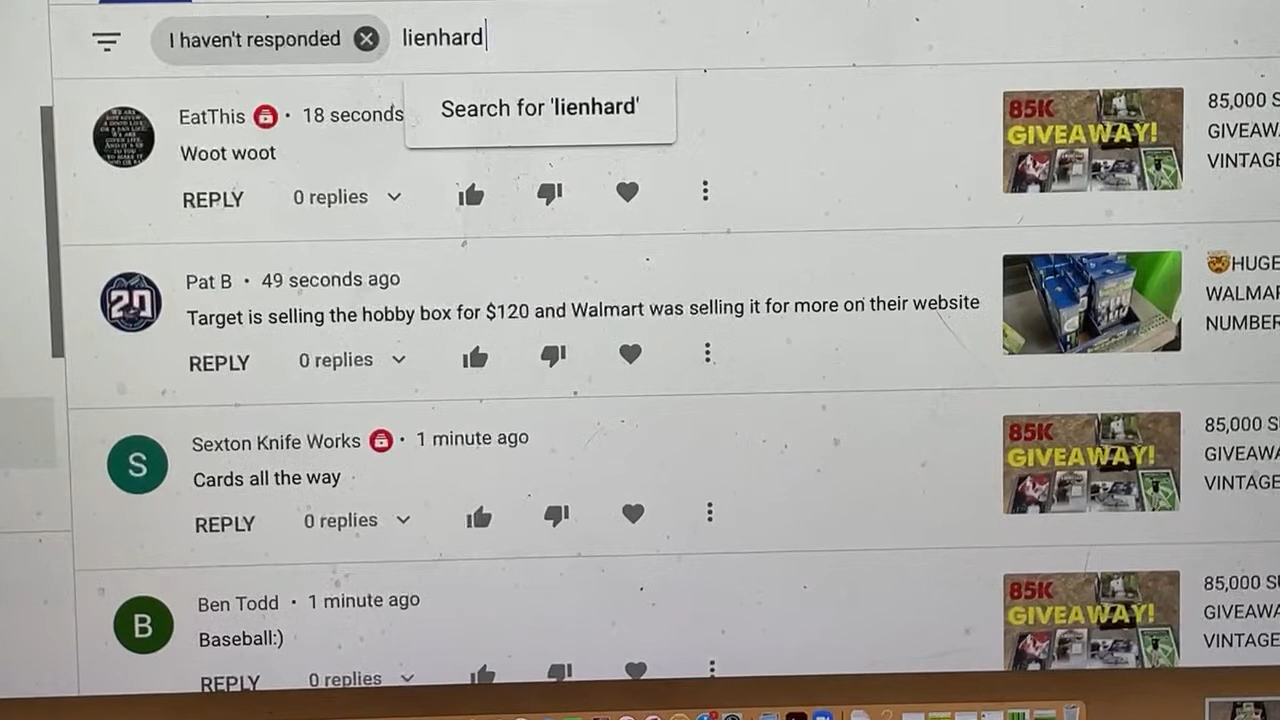 I haven't responded lienhard
Search for 'lienhard'
EatThis • 18 seconds
Woot woot
REPLY 0 replies
85K
GIVEAWAY!
85,000 S
GIVEAW
VINTAGE
Pat B • 49 seconds ago
Target is selling the hobby box for $120 and Walmart was selling it for more on their website
REPLY 0 replies
20
🤯HUGE
WALMAR
NUMBER
Sexton Knife Works • 1 minute ago
S
Cards all the way
REPLY 0 replies
85K
GIVEAWAY!
85,000 SU
GIVEAWA
VINTAGE
Ben Todd • 1 minute ago
B
Baseball:)
REPLY 0 replies
85K
GIVEAWAY!
85,000 SU
GIVEAWA
VINTAGE